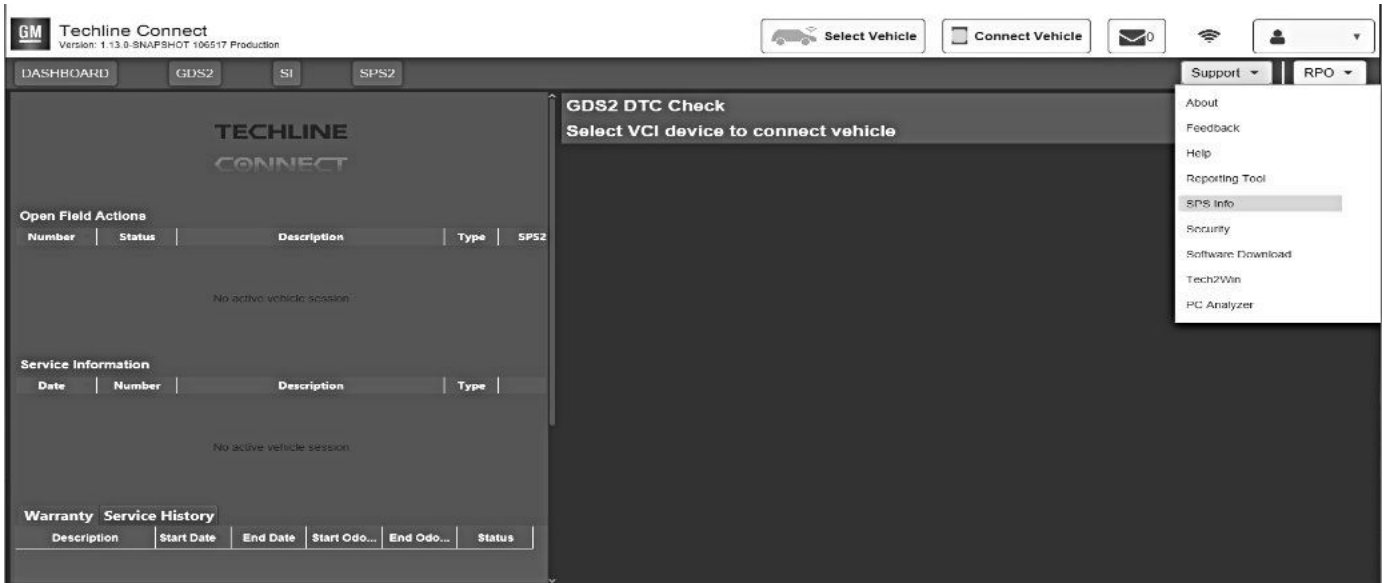 GM
Techline Connect
Version: 1.13.0-SNAPSHOT 106517 Production
Select Vehicle
Connect Vehicle
0
DASHBOARD GDS2 SI SPS2
Support RPO
TECHLINE
CONNECT
GDS2 DTC Check
Select VCI device to connect vehicle
About
Feedback
Help
Reporting Tool
SPS Info
Security
Software Download
Tech2Win
PC Analyzer
Open Field Actions
Number Status Description Type SPS2
No active vehicle session
Service Information
Date Number Description Type
No active vehicle session
Warranty Service History
Description Start Date End Date Start Odo... End Odo... Status